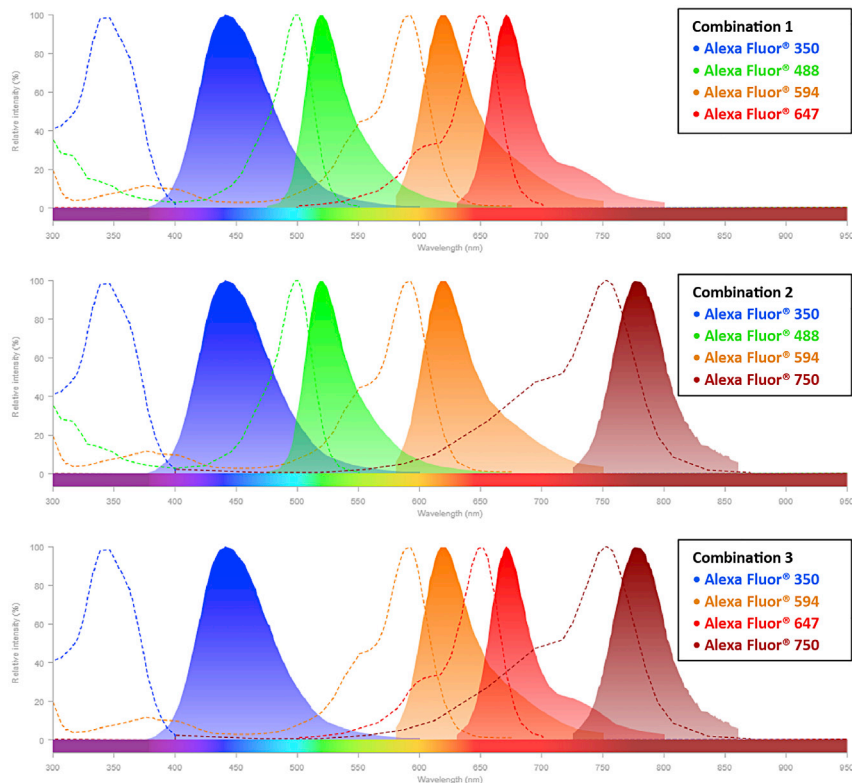 Combination 1
• Alexa Fluor® 350
• Alexa Fluor® 488
• Alexa Fluor® 594
• Alexa Fluor® 647
Relative intensity (%)
100
80
60
40
20
0
300 350 400 450 500 550 600 650 700 750 800 850 900 950
Wavelength (nm)
Combination 2
• Alexa Fluor® 350
• Alexa Fluor® 488
• Alexa Fluor® 594
• Alexa Fluor® 750
Relative intensity (%)
100
80
60
40
20
0
300 350 400 450 500 550 600 650 700 750 800 850 900 950
Wavelength (nm)
Combination 3
• Alexa Fluor® 350
• Alexa Fluor® 594
• Alexa Fluor® 647
• Alexa Fluor® 750
Relative intensity (%)
100
80
60
40
20
0
300 350 400 450 500 550 600 650 700 750 800 850 900 950
Wavelength (nm)